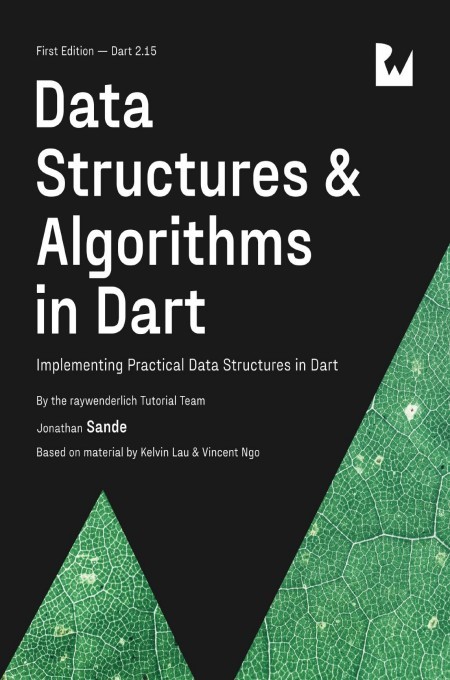 First Edition — Dart 2.15
Data
Structures &
Algorithms
in Dart
Implementing Practical Data Structures in Dart
By the raywenderlich Tutorial Team
Jonathan Sande
Based on material by Kelvin Lau & Vincent Ngo